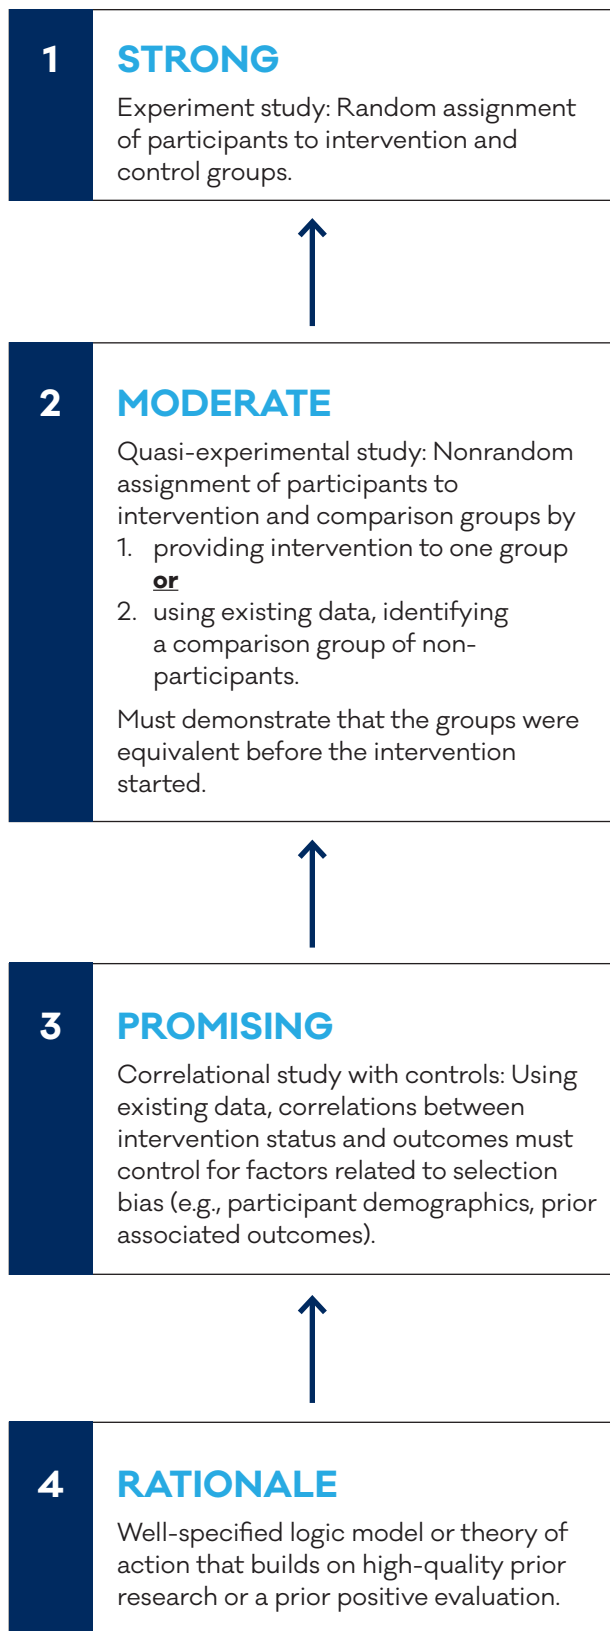 1
STRONG
Experiment study: Random assignment
of participants to intervention and
control groups.
2
MODERATE
Quasi-experimental study: Nonrandom
assignment of participants to
intervention and comparison groups by
1. providing intervention to one group
or
2. using existing data, identifying
a comparison group of non-
participants.
Must demonstrate that the groups were
equivalent before the intervention
started.
3
PROMISING
Correlational study with controls: Using
existing data, correlations between
intervention status and outcomes must
control for factors related to selection
bias (e.g., participant demographics, prior
associated outcomes).
4
RATIONALE
Well-specified logic model or theory of
action that builds on high-quality prior
research or a prior positive evaluation.